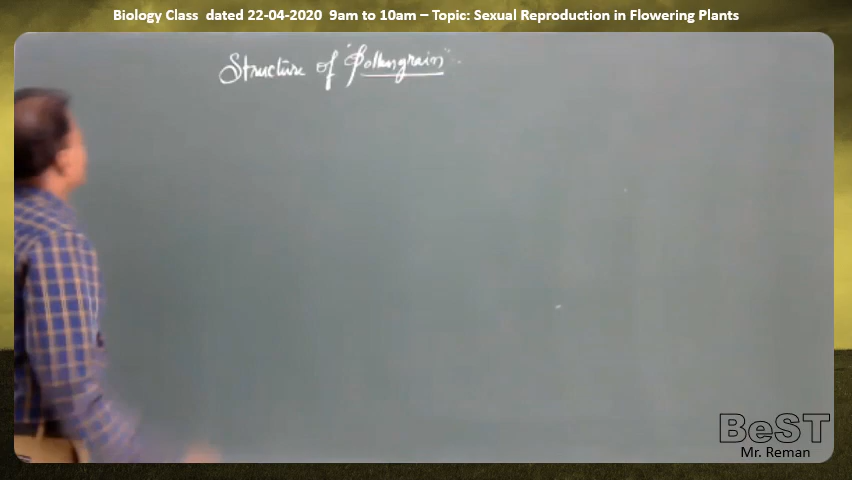 Biology Class dated 22-04-2020 9am to 10am – Topic: Sexual Reproduction in Flowering Plants
Structure of "Pollengrain"
BeST
Mr. Reman